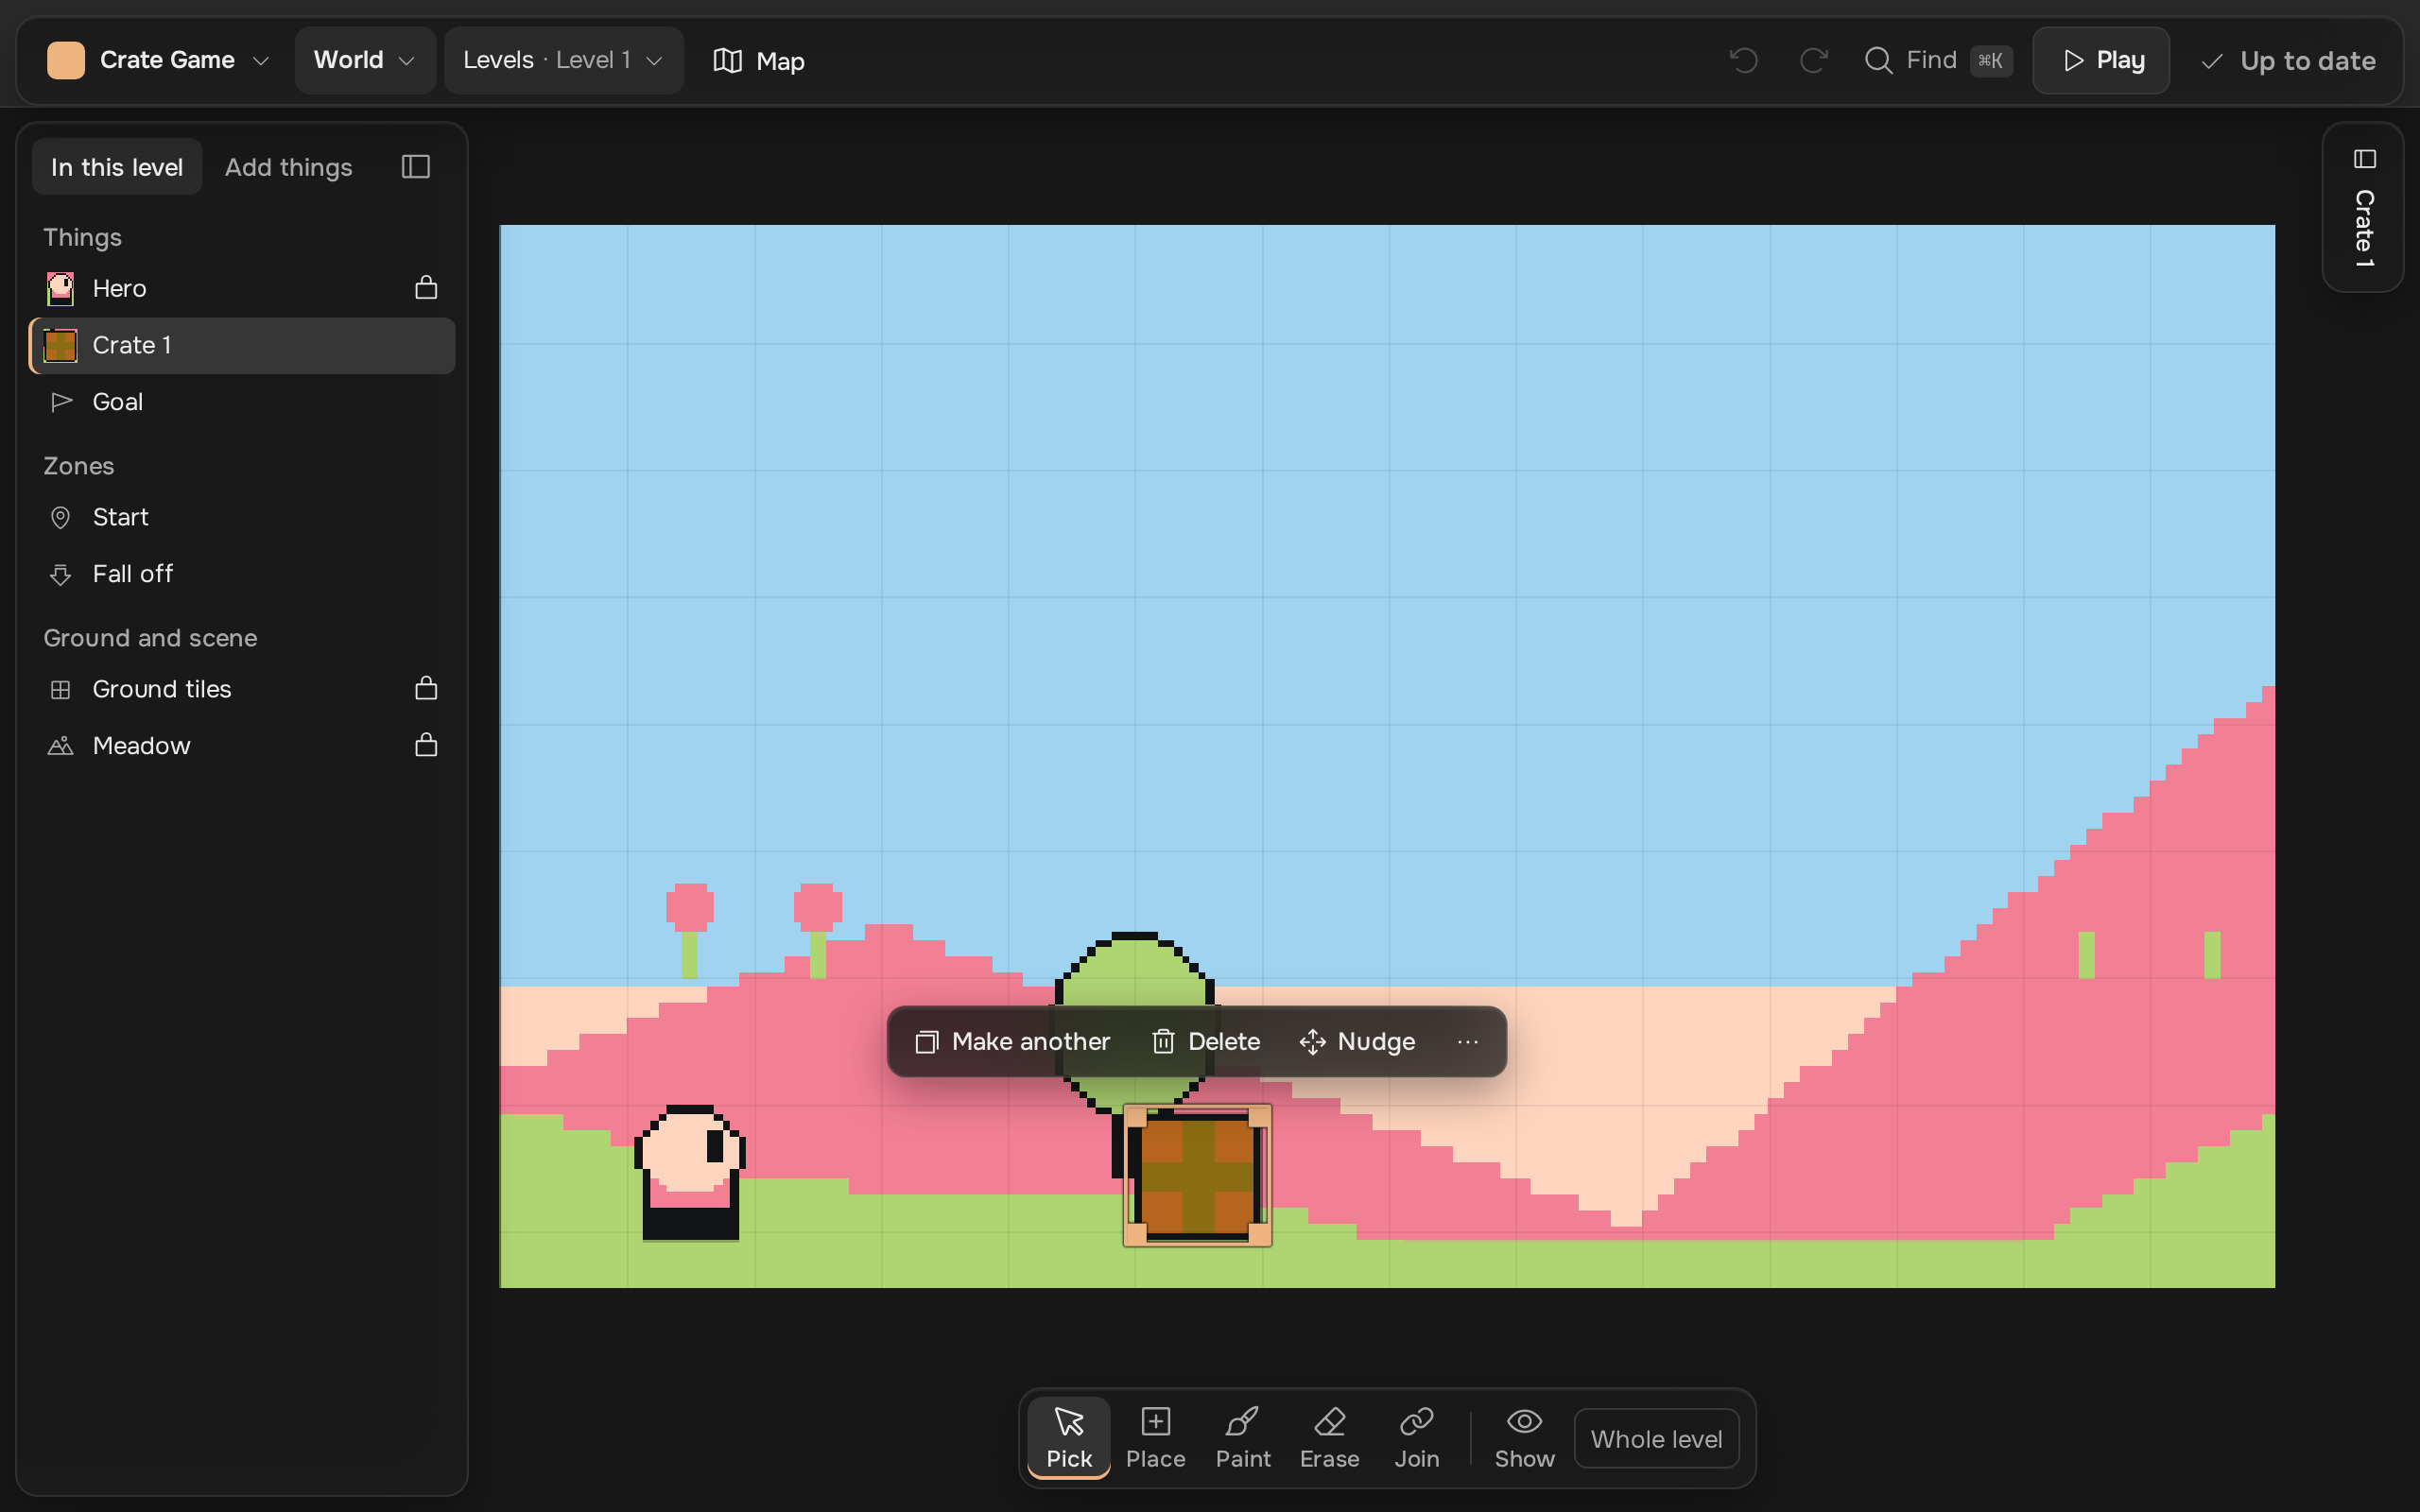 Crate Game
World
Levels · Level 1
Map
Find ⌘K
Play
Up to date
In this level
Add things
Things
Hero
Crate 1
Goal
Zones
Start
Fall off
Ground and scene
Ground tiles
Meadow
Crate 1
Make another
Delete
Nudge
···
Pick
Place
Paint
Erase
Join
Show
Whole level